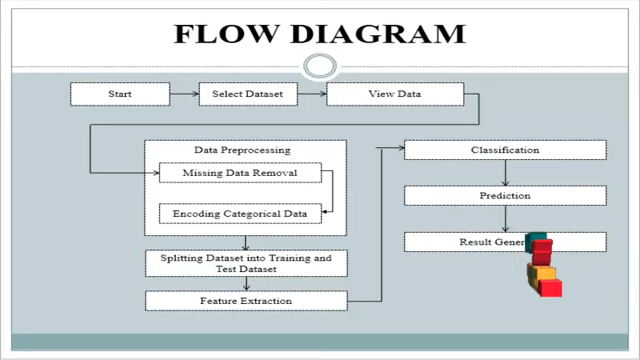 FLOW DIAGRAM
Start
Select Dataset
View Data
Data Preprocessing
Missing Data Removal
Encoding Categorical Data
Splitting Dataset into Training and
Test Dataset
Feature Extraction
Classification
Prediction
Result